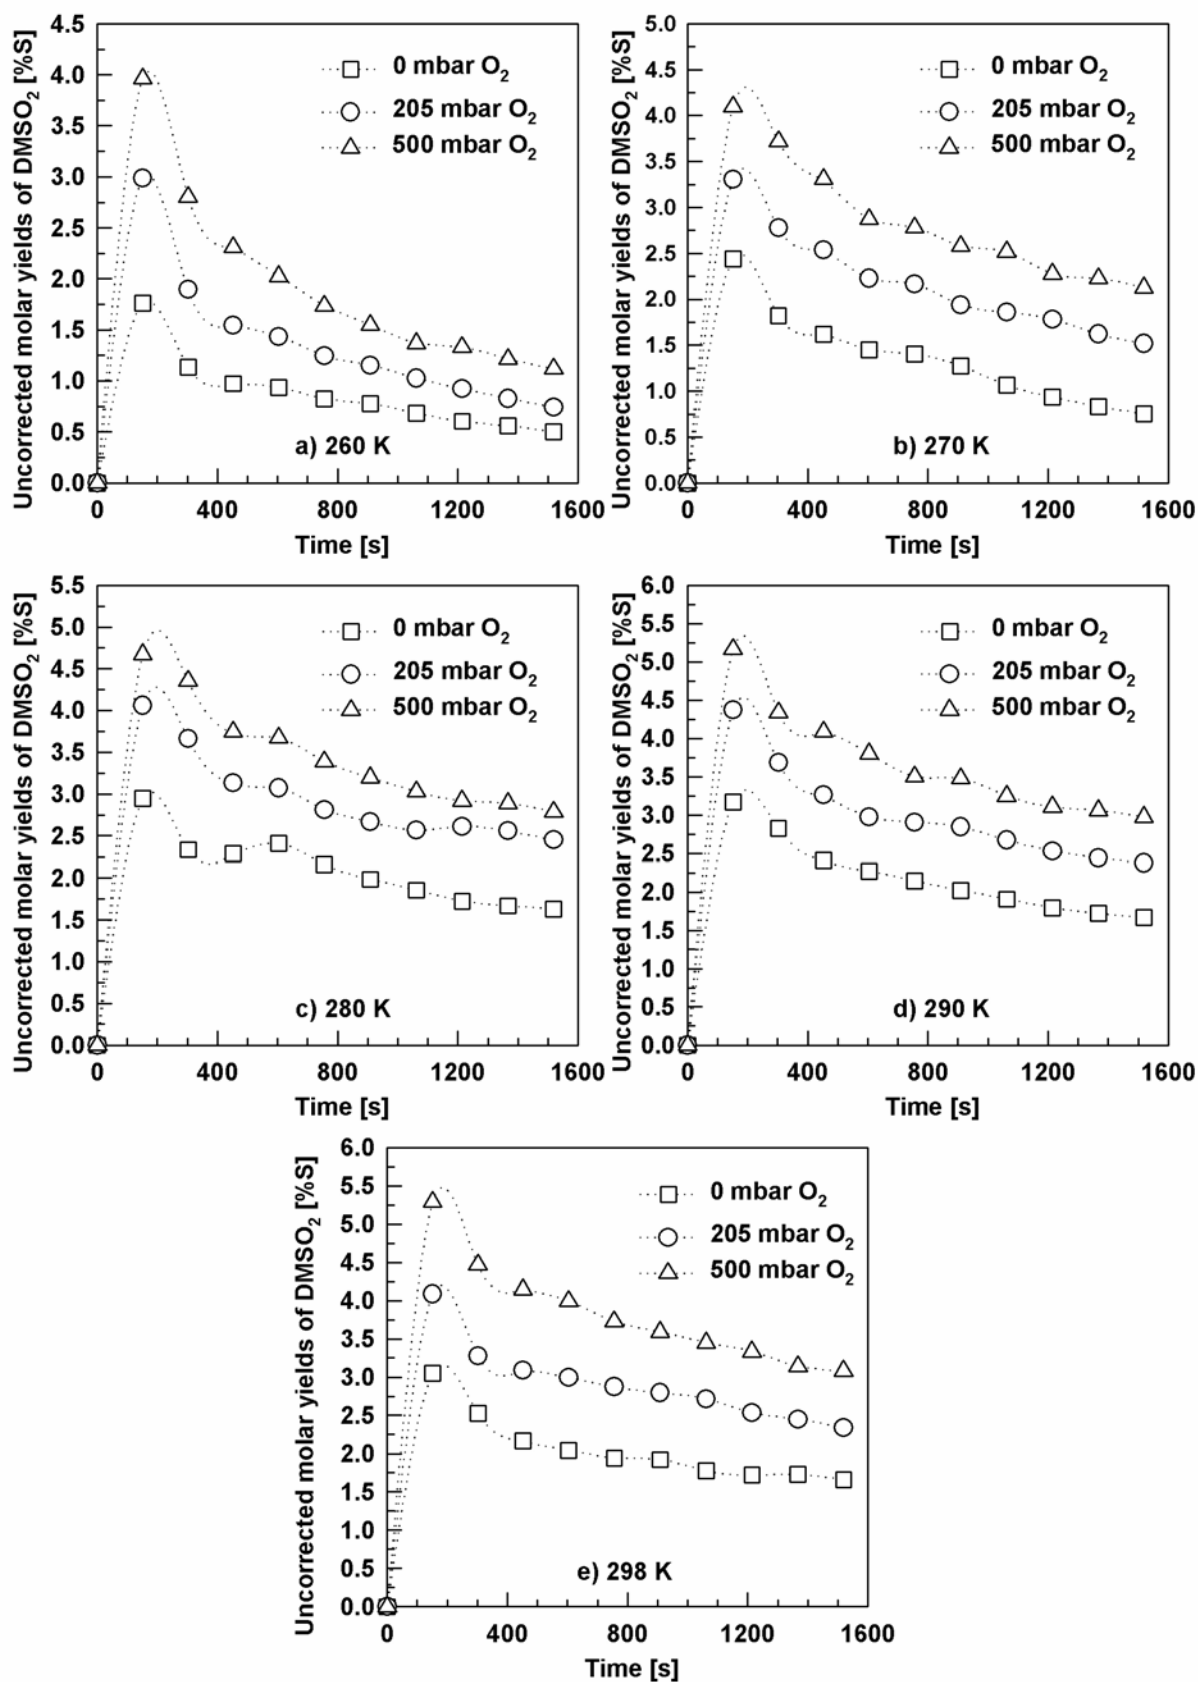 Uncorrected molar yields of DMSO₂ [%S]
4.5
4.0
3.5
3.0
2.5
2.0
1.5
1.0
0.5
0.0
0 mbar O₂
205 mbar O₂
500 mbar O₂
a) 260 K
0 400 800 1200 1600
Time [s]
Uncorrected molar yields of DMSO₂ [%S]
5.0
4.5
4.0
3.5
3.0
2.5
2.0
1.5
1.0
0.5
0.0
0 mbar O₂
205 mbar O₂
500 mbar O₂
b) 270 K
0 400 800 1200 1600
Time [s]
Uncorrected molar yields of DMSO₂ [%S]
5.5
5.0
4.5
4.0
3.5
3.0
2.5
2.0
1.5
1.0
0.5
0.0
0 mbar O₂
205 mbar O₂
500 mbar O₂
c) 280 K
0 400 800 1200 1600
Time [s]
Uncorrected molar yields of DMSO₂ [%S]
6.0
5.5
5.0
4.5
4.0
3.5
3.0
2.5
2.0
1.5
1.0
0.5
0.0
0 mbar O₂
205 mbar O₂
500 mbar O₂
d) 290 K
0 400 800 1200 1600
Time [s]
Uncorrected molar yields of DMSO₂ [%S]
6.0
5.5
5.0
4.5
4.0
3.5
3.0
2.5
2.0
1.5
1.0
0.5
0.0
0 mbar O₂
205 mbar O₂
500 mbar O₂
e) 298 K
0 400 800 1200 1600
Time [s]